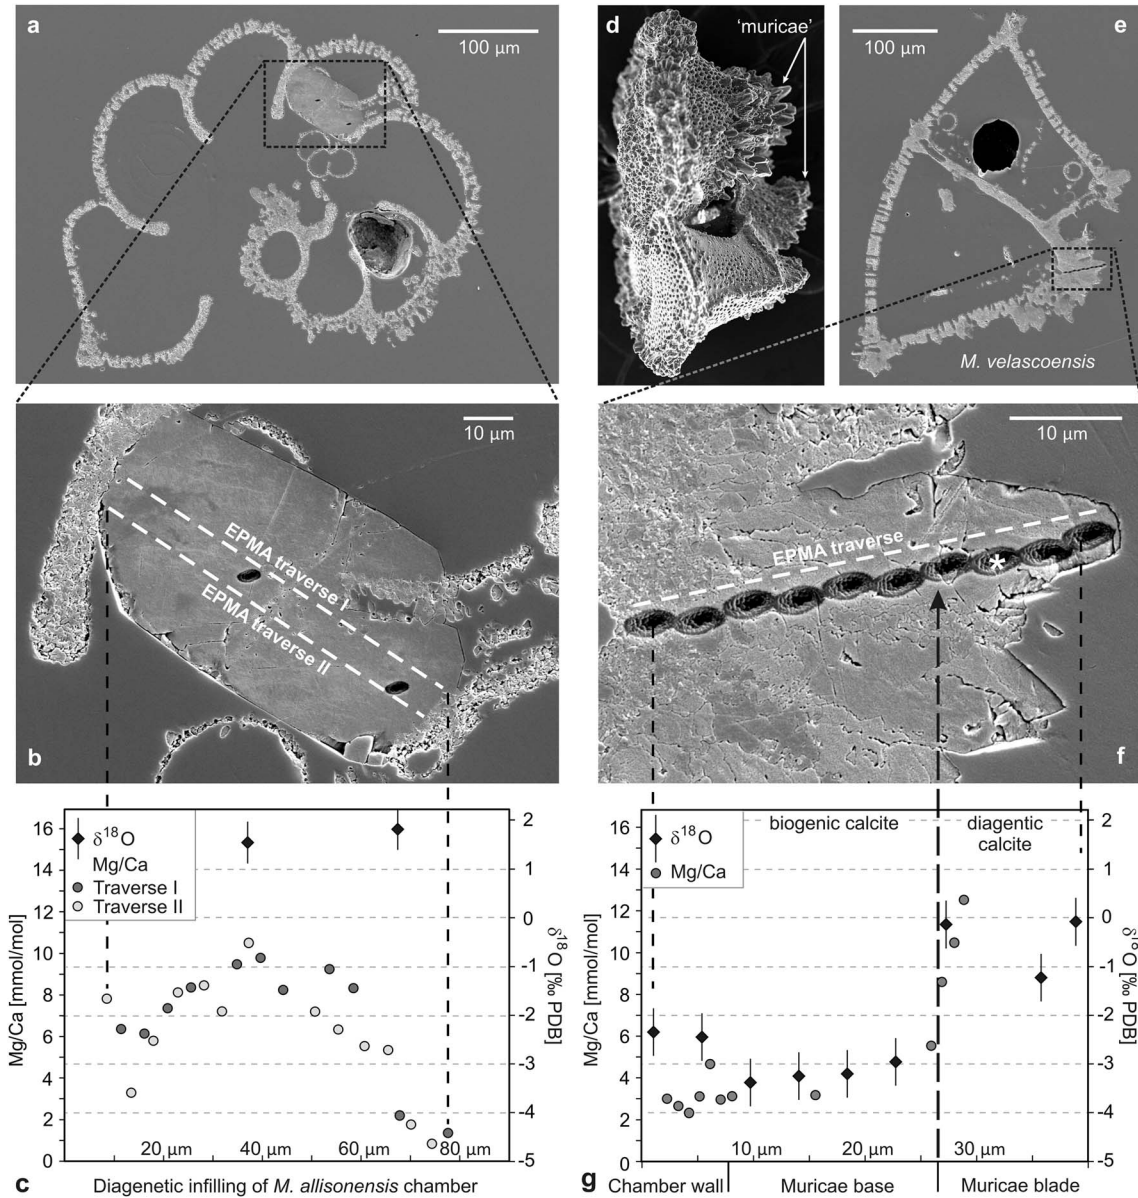 a
100 µm
d
'muricae'
100 µm
e
M. velascoensis
10 µm
EPMA traverse I
EPMA traverse II
b
10 µm
EPMA traverse
*
f
16
14
12
10
8
6
4
2
0
Mg/Ca [mmol/mol]
δ18O
Mg/Ca
Traverse I
Traverse II
2
1
0
-1
-2
-3
-4
-5
δ18O [‰ PDB]
20 µm
40 µm
60 µm
80 µm
c
Diagenetic infilling of M. allisonensis chamber
16
14
12
10
8
6
4
2
0
Mg/Ca [mmol/mol]
δ18O
Mg/Ca
biogenic calcite
diagentic
calcite
2
1
0
-1
-2
-3
-4
-5
δ18O [‰ PDB]
10 µm
20 µm
30 µm
g
Chamber wall
Muricae base
Muricae blade